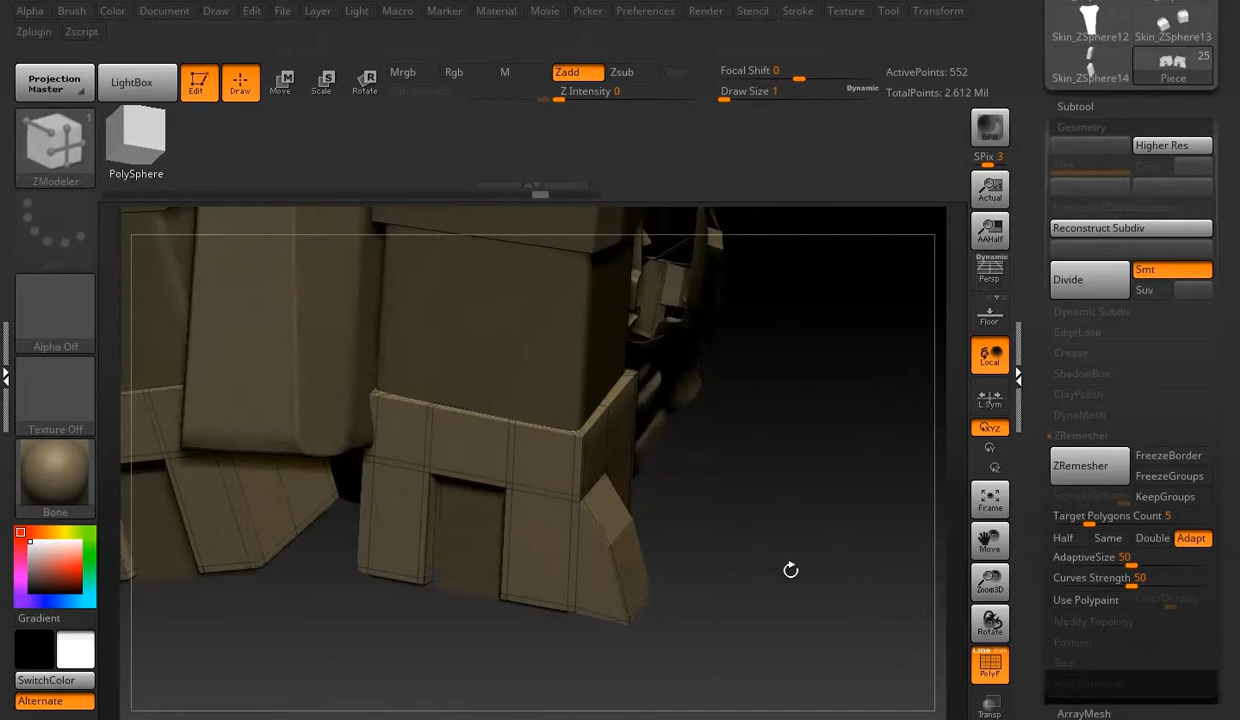 Alpha Brush Color Document Draw Edit File Layer Light Macro Marker Material Movie Picker Preferences Render Stencil Stroke Texture Tool Transform
Zplugin Zscript
Projection Master
LightBox
Edit
Draw
Move
Scale
Rotate
Mrgb Rgb M
Zadd Zsub
Z Intensity 0
Focal Shift 0
Draw Size 1
Dynamic
ActivePoints: 552
TotalPoints: 2.612 Mil
1
ZModeler
PolySphere
Alpha Off
Texture Off
Bone
Gradient
SwitchColor
Alternate
BPR
SPix 3
Actual
AAHalf
Dynamic
Persp
Floor
Local
L.Sym
XYZ
Frame
Move
Zoom3D
Rotate
Line Fill
PolyF
Transp
Skin_ZSphere12 Skin_ZSphere13
25
Skin_ZSphere14 Piece
Subtool
Geometry
Higher Res
Reconstruct Subdiv
Divide
Smt
Suv
Dynamic Subdiv
EdgeLoop
Crease
ShadowBox
ClayPolish
DynaMesh
ZRemesher
ZRemesher
FreezeBorder
FreezeGroups
SmoothGroups KeepGroups
Target Polygons Count 5
Half Same Double Adapt
AdaptiveSize 50
Curves Strength 50
Use Polypaint ColorDensity
Modify Topology
Position
Size
ArrayMesh